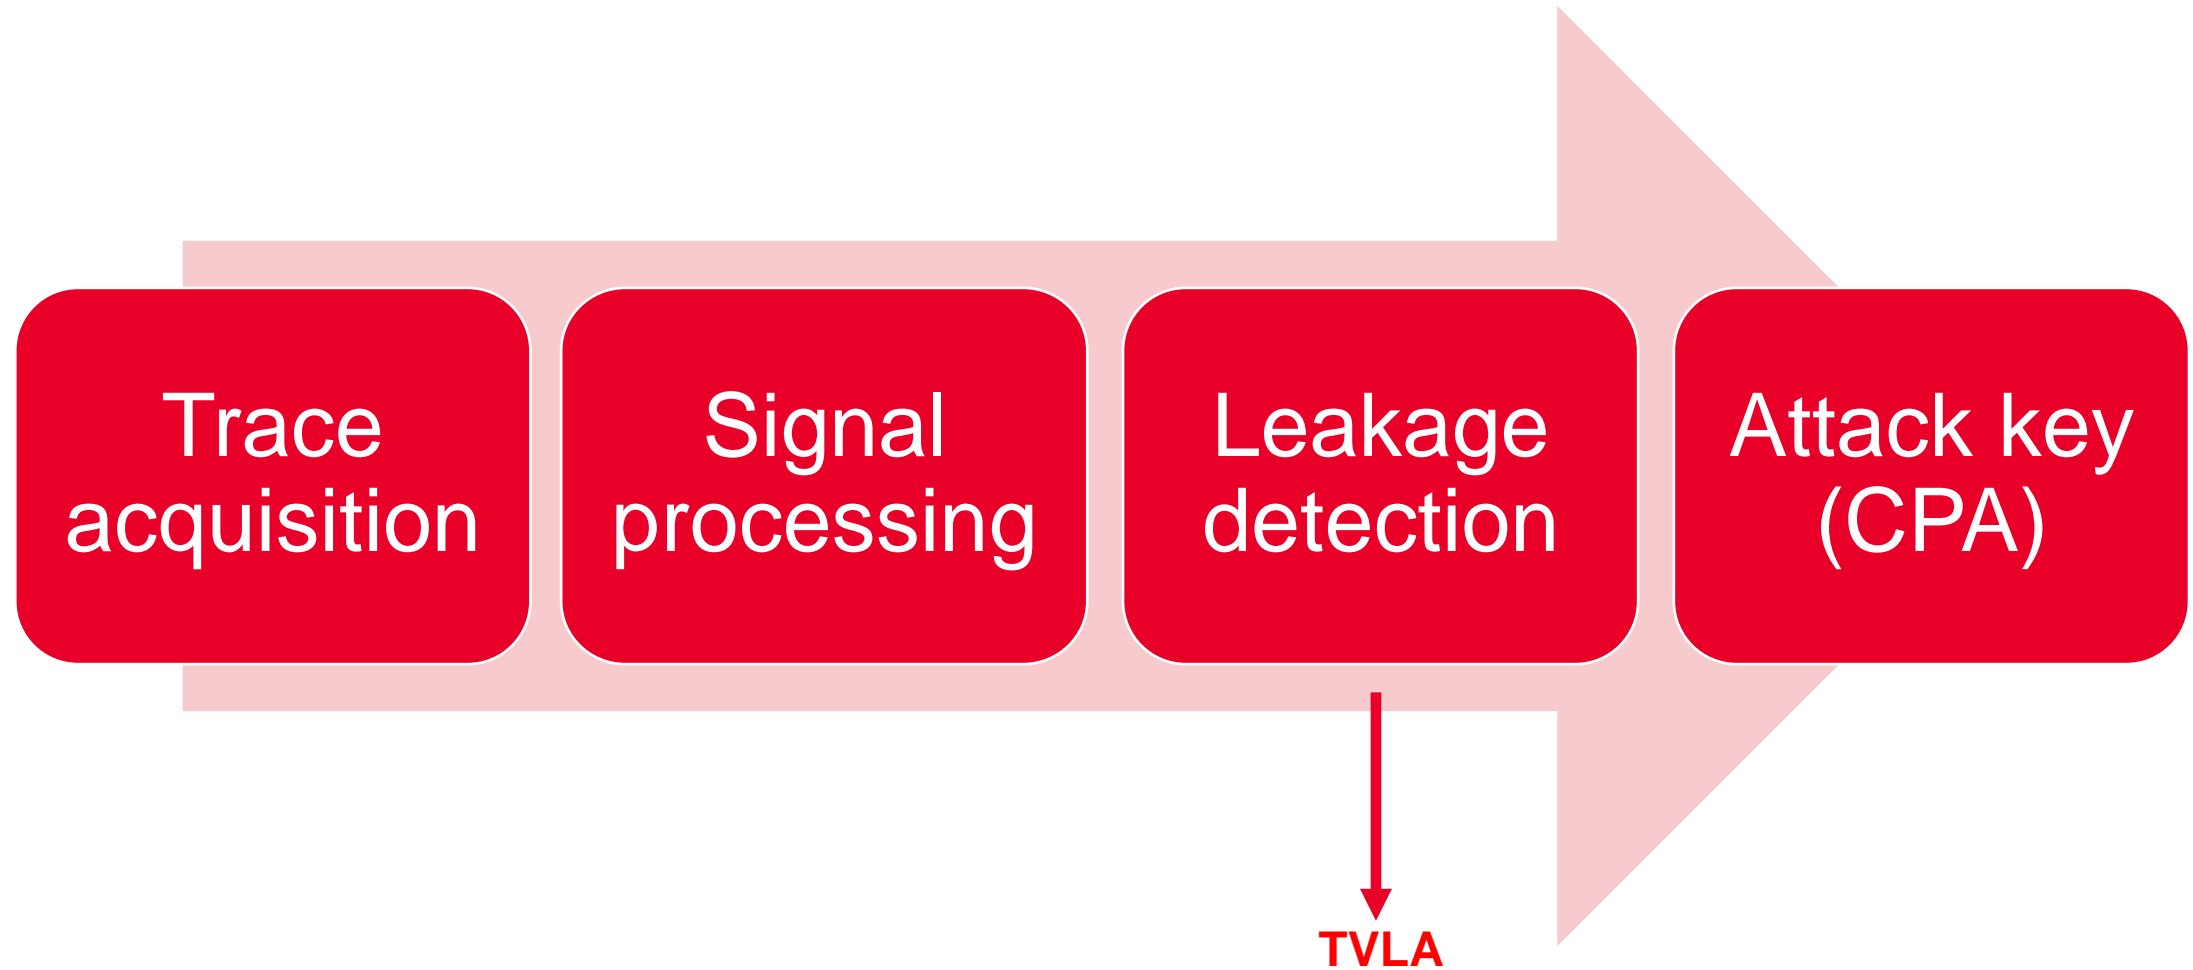 Trace
acquisition
Signal
processing
Leakage
detection
Attack key
(CPA)
TVLA